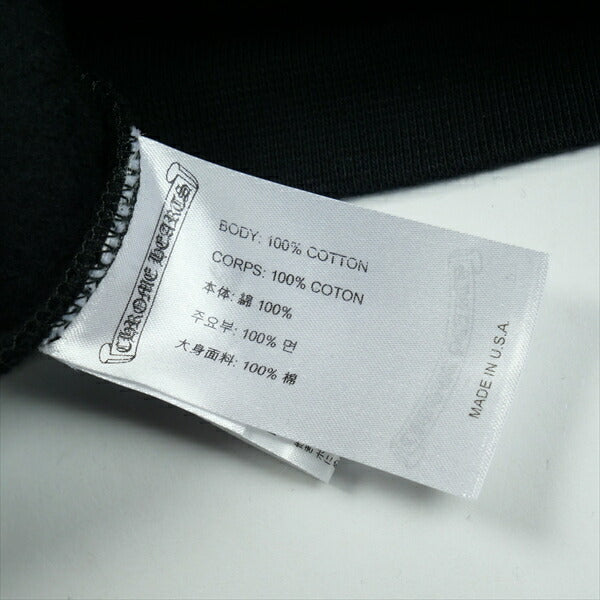 CHROME HEARTS
BODY: 100% COTTON
CORPS: 100% COTON
本体: 綿 100%
주요부: 100% 면
大身面料: 100% 棉
MADE IN U.S.A.